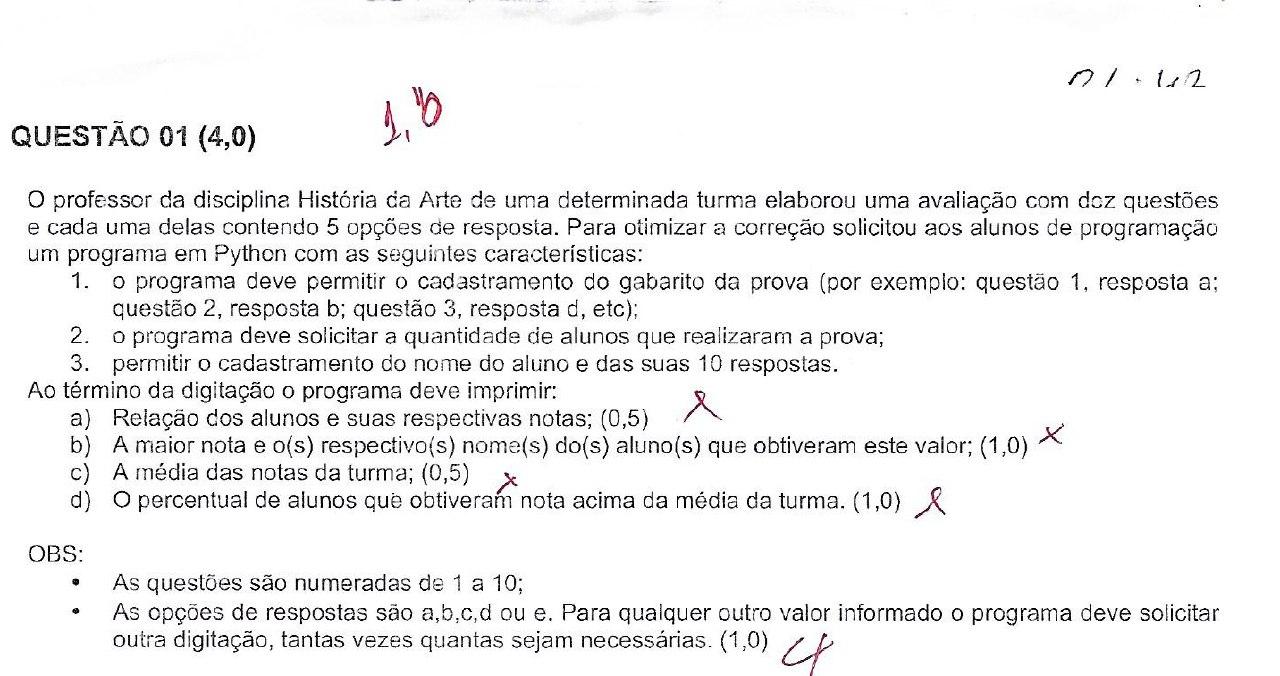 1,0
QUESTÃO 01 (4,0)
O professor da disciplina História da Arte de uma determinada turma elaborou uma avaliação com dez questões
e cada uma delas contendo 5 opções de resposta. Para otimizar a correção solicitou aos alunos de programação
um programa em Python com as seguintes características:
1. o programa deve permitir o cadastramento do gabarito da prova (por exemplo: questão 1, resposta a;
questão 2, resposta b; questão 3, resposta d, etc);
2. o programa deve solicitar a quantidade de alunos que realizaram a prova;
3. permitir o cadastramento do nome do aluno e das suas 10 respostas.
Ao término da digitação o programa deve imprimir:
a) Relação dos alunos e suas respectivas notas; (0,5)
b) A maior nota e o(s) respectivo(s) nome(s) do(s) aluno(s) que obtiveram este valor; (1,0)
c) A média das notas da turma; (0,5)
d) O percentual de alunos que obtiveram nota acima da média da turma. (1,0)
OBS:
• As questões são numeradas de 1 a 10;
• As opções de respostas são a,b,c,d ou e. Para qualquer outro valor informado o programa deve solicitar
outra digitação, tantas vezes quantas sejam necessárias. (1,0)